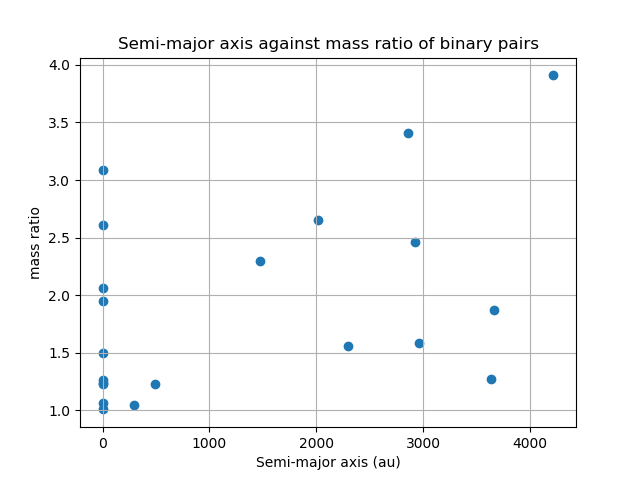 Semi-major axis against mass ratio of binary pairs
4.0
3.5
3.0
2.5
2.0
1.5
1.0
mass ratio
0 1000 2000 3000 4000
Semi-major axis (au)